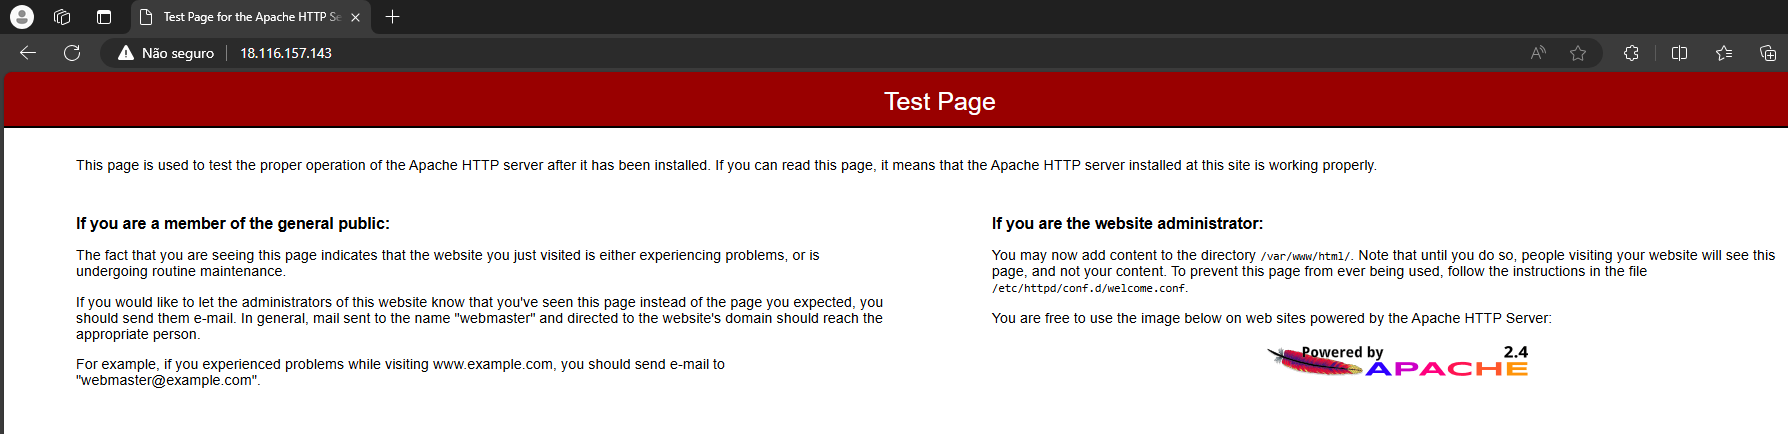 Test Page for the Apache HTTP Se
Não seguro
18.116.157.143
Test Page
This page is used to test the proper operation of the Apache HTTP server after it has been installed. If you can read this page, it means that the Apache HTTP server installed at this site is working properly.
If you are a member of the general public:
The fact that you are seeing this page indicates that the website you just visited is either experiencing problems, or is
undergoing routine maintenance.
If you would like to let the administrators of this website know that you've seen this page instead of the page you expected, you
should send them e-mail. In general, mail sent to the name "webmaster" and directed to the website's domain should reach the
appropriate person.
For example, if you experienced problems while visiting www.example.com, you should send e-mail to
"webmaster@example.com".
If you are the website administrator:
You may now add content to the directory /var/www/html/. Note that until you do so, people visiting your website will see this
page, and not your content. To prevent this page from ever being used, follow the instructions in the file
/etc/httpd/conf.d/welcome.conf.
You are free to use the image below on web sites powered by the Apache HTTP Server:
Powered by 2.4
APACHE